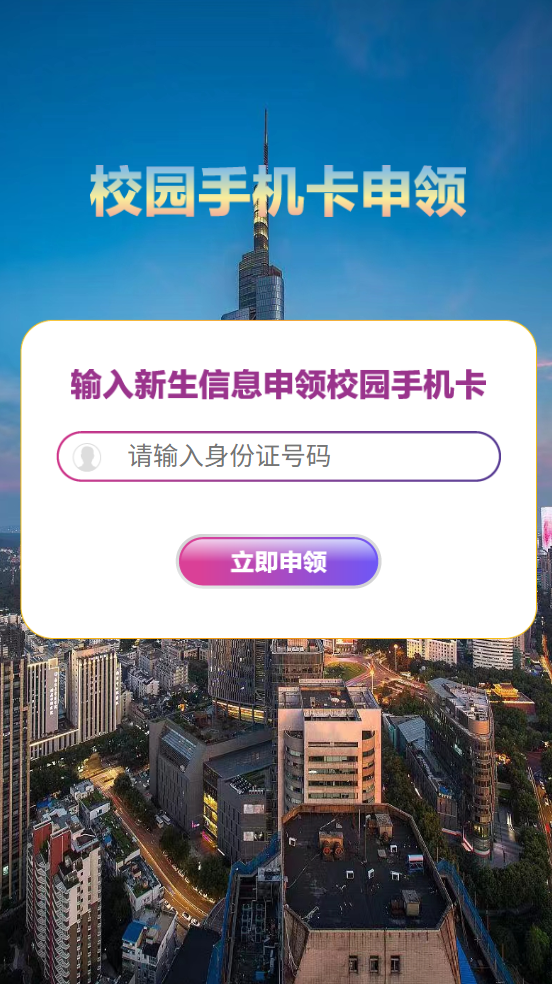 校园手机卡申领
输入新生信息申领校园手机卡
请输入身份证号码
立即申领